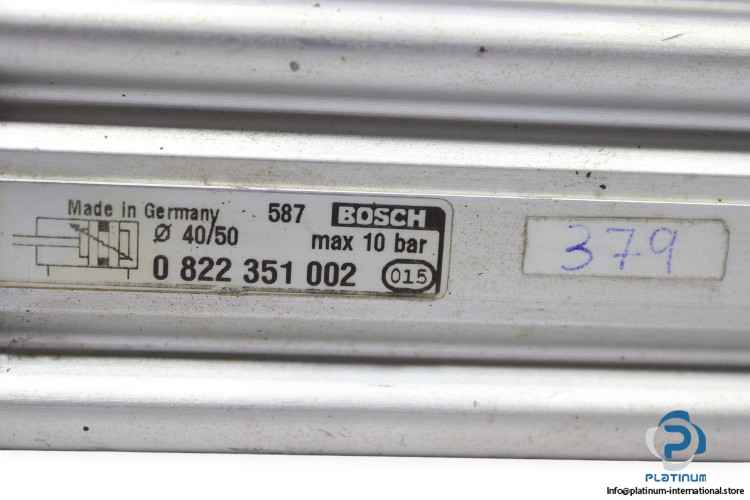 Made in Germany 587 BOSCH
Ø 40/50 max 10 bar
0 822 351 002 015
379
PLATINUM
Info@platinum-international.store